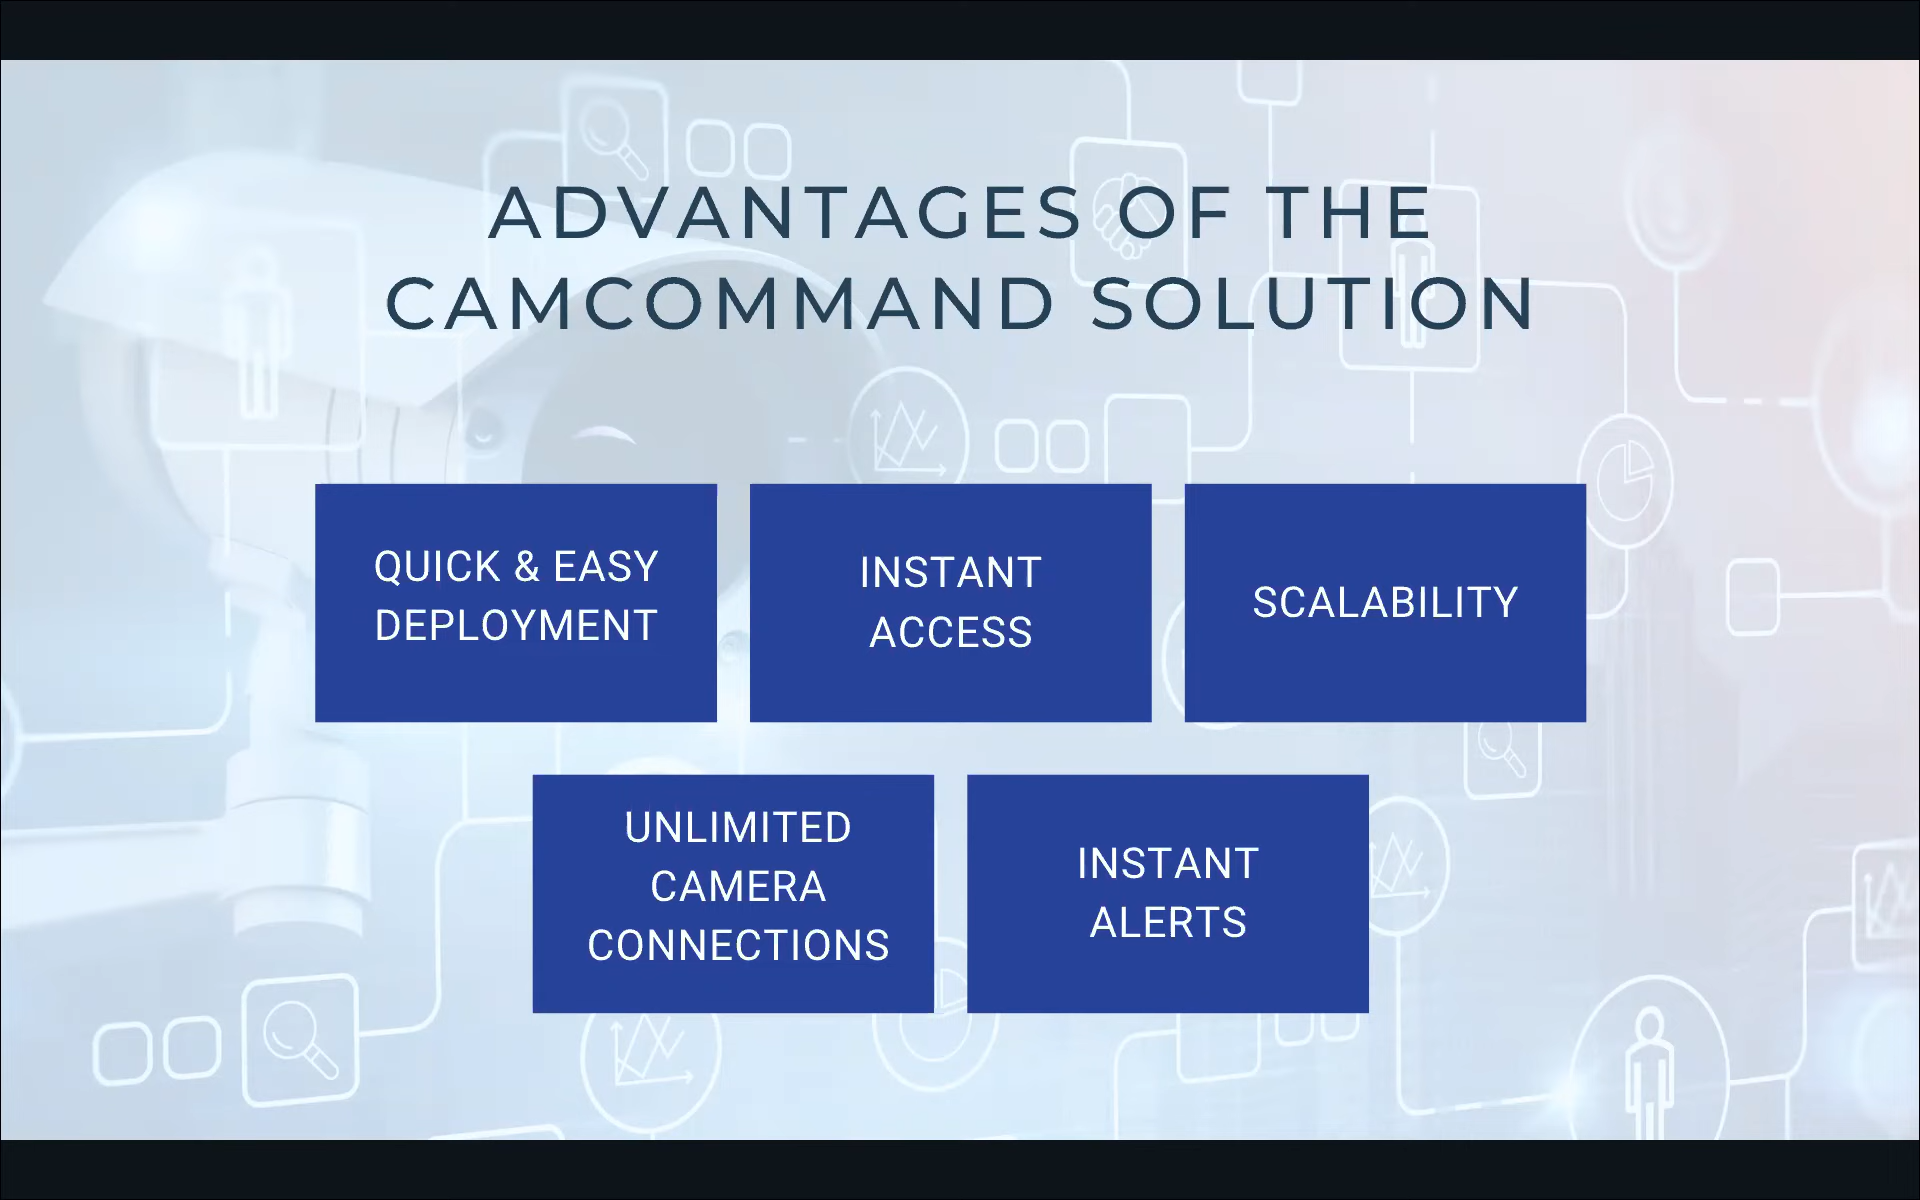 ADVANTAGES OF THE
CAMCOMMAND SOLUTION
QUICK & EASY
DEPLOYMENT
INSTANT
ACCESS
SCALABILITY
UNLIMITED
CAMERA
CONNECTIONS
INSTANT
ALERTS